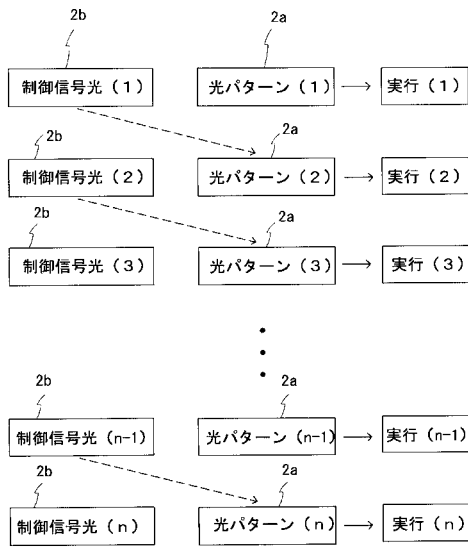 2b 2a
制御信号光（1） 光パターン（1） 実行（1）
2b 2a
制御信号光（2） 光パターン（2） 実行（2）
2b 2a
制御信号光（3） 光パターン（3） 実行（3）
2b 2a
制御信号光（n-1） 光パターン（n-1） 実行（n-1）
2b 2a
制御信号光（n） 光パターン（n） 実行（n）